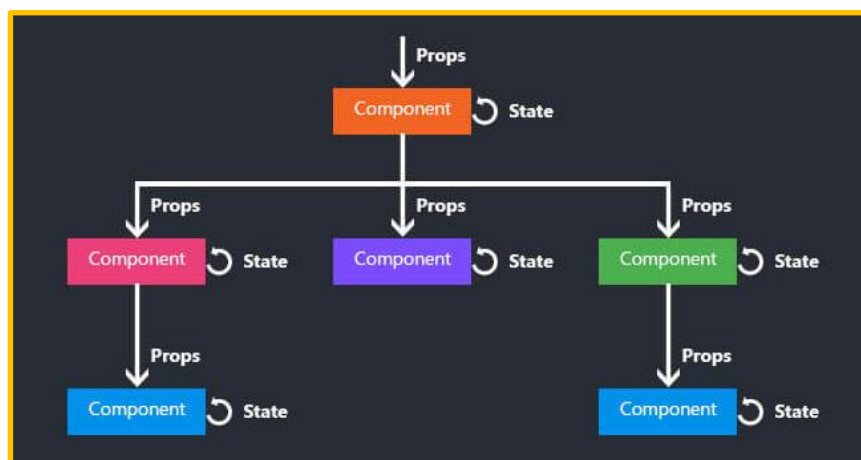 Props
Component State
Props Props Props
Component State Component State Component State
Props Props
Component State Component State